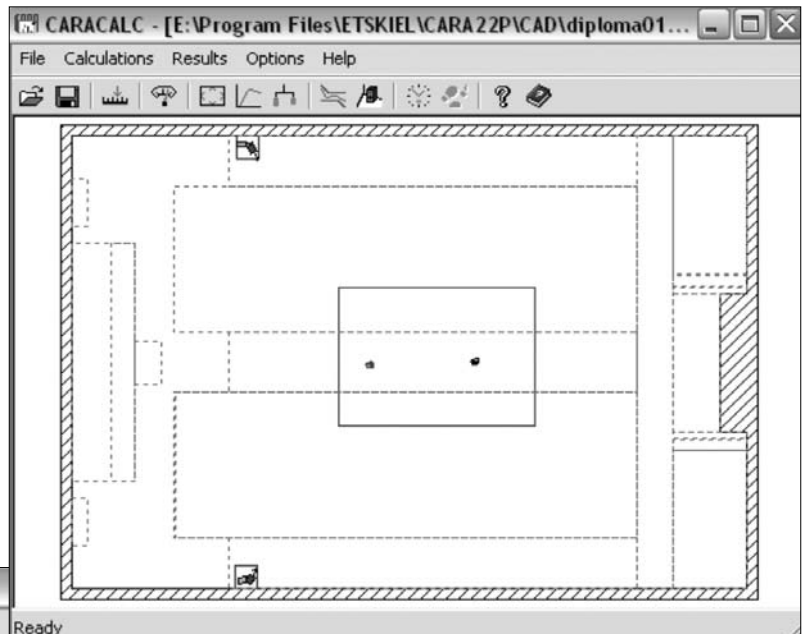 CARACALC - [E:\Program Files\ETSKIEL\CARA22P\CAD\diploma01...
File Calculations Results Options Help
Ready